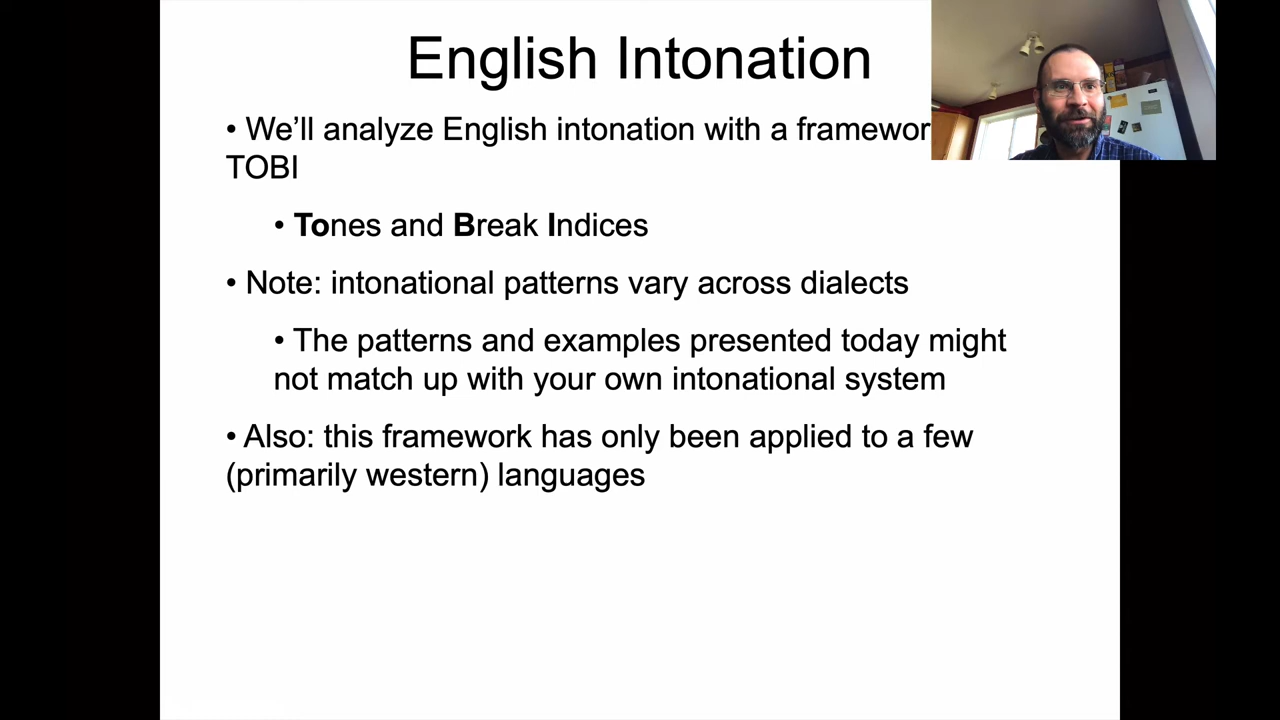 English Intonation
• We'll analyze English intonation with a
TOBI
• Tones and Break Indices
• Note: intonational patterns vary across dialects
• The patterns and examples presented today might
not match up with your own intonational system
• Also: this framework has only been applied to a few
(primarily western) languages